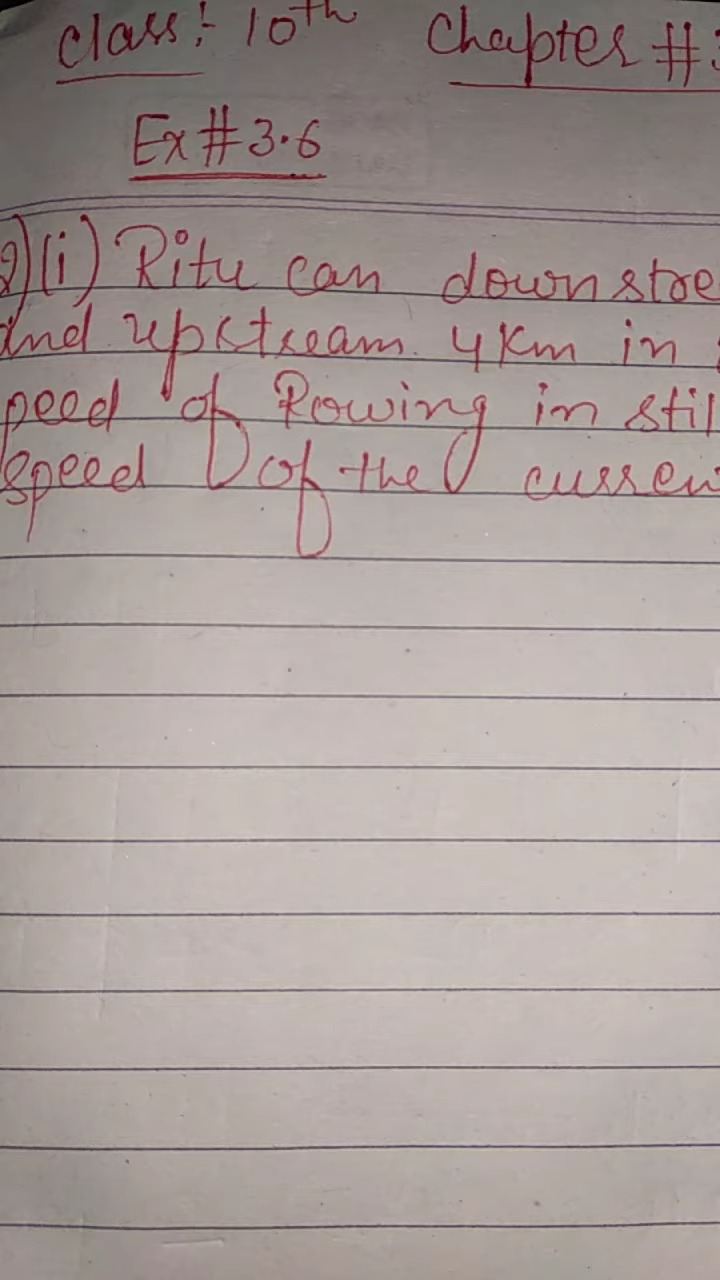 Class:- 10th Chapter #
Ex # 3.6
2)(i) Ritu can downstre
and upstream 4 Km in
peed of Rowing in stil
speed of the curren